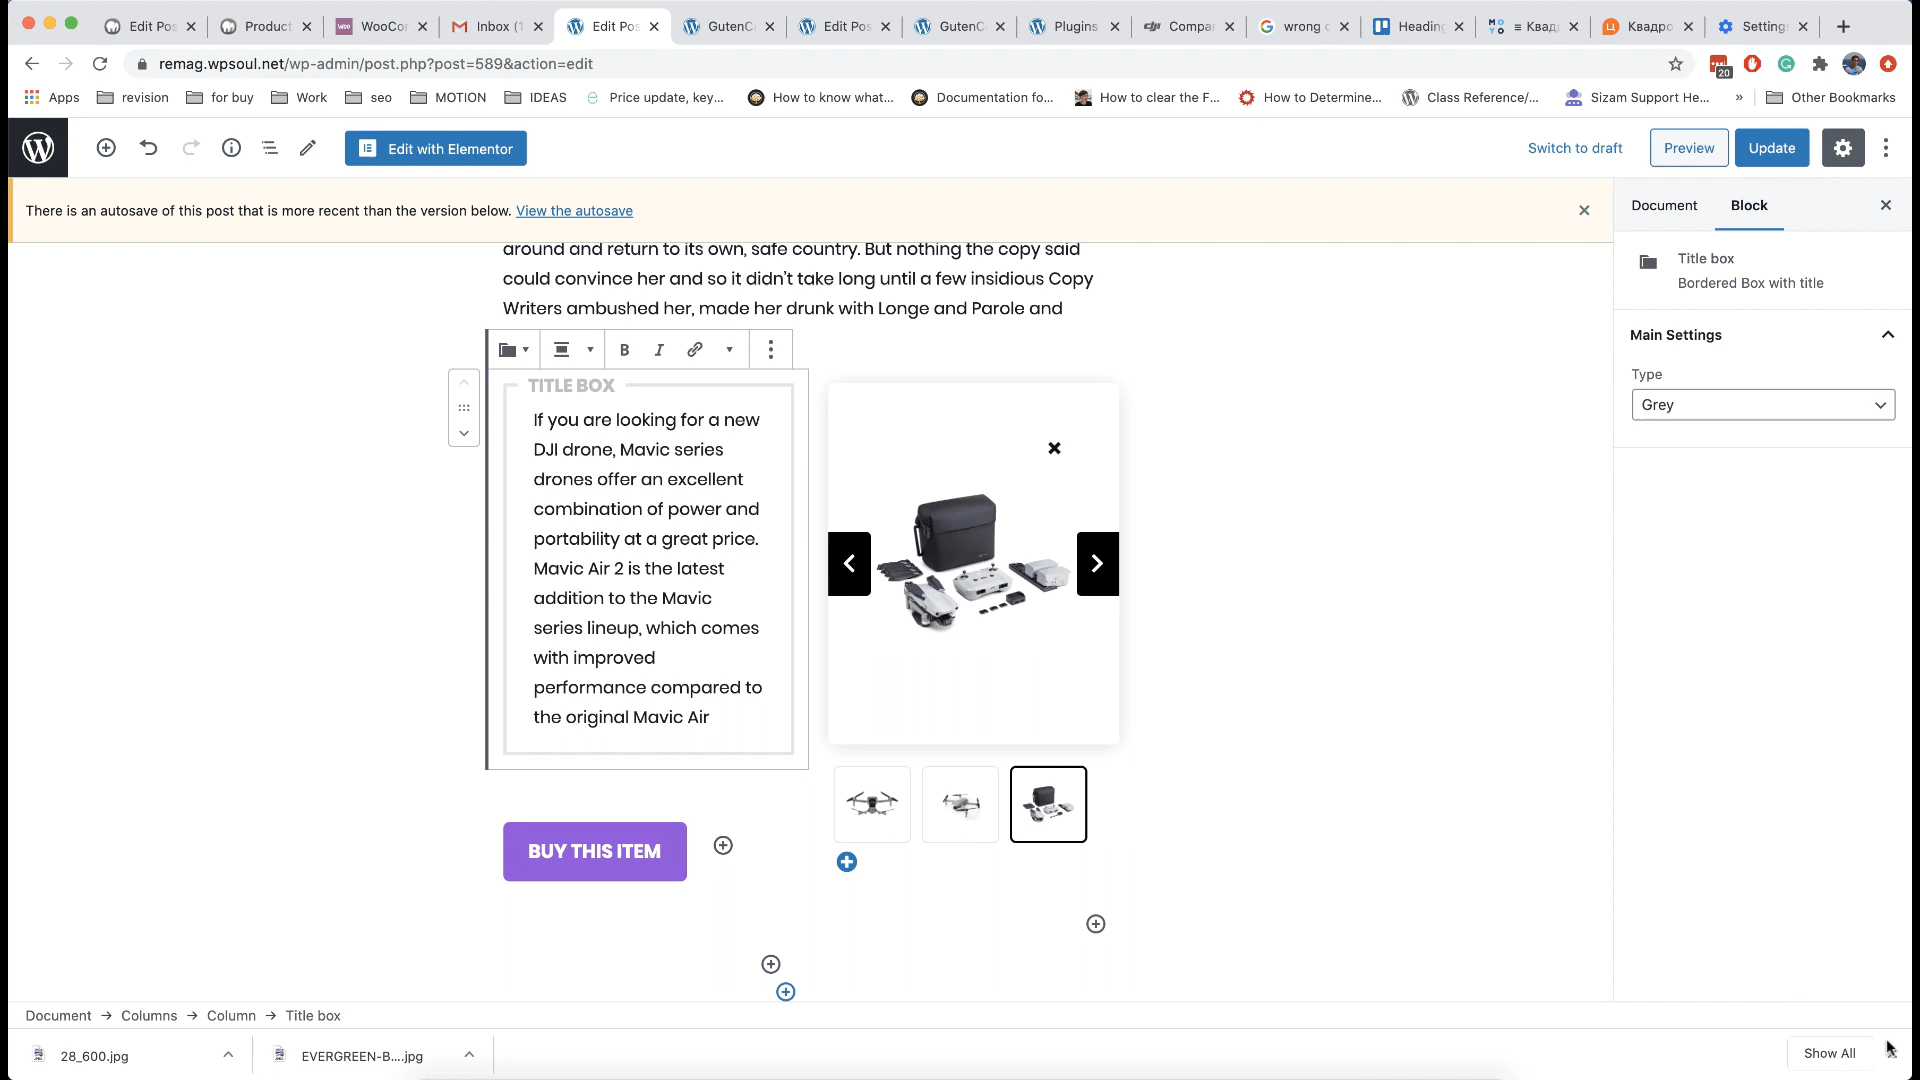 Edit Pos
Product
WooCor
Inbox (1
Edit Pos
GutenC
Edit Pos
GutenC
Plugins
Compar
wrong c
Heading
≡ Квад
Квадро
Setting
remag.wpsoul.net/wp-admin/post.php?post=589&action=edit
20
Apps
revision
for buy
Work
seo
MOTION
IDEAS
Price update, key...
How to know what...
Documentation fo...
How to clear the F...
How to Determine...
Class Reference/...
Sizam Support He...
»
Other Bookmarks
Edit with Elementor
Switch to draft
Preview
Update
There is an autosave of this post that is more recent than the version below. View the autosave
Document
Block
Title box
Bordered Box with title
Main Settings
Type
Grey
around and return to its own, safe country. But nothing the copy said
could convince her and so it didn't take long until a few insidious Copy
Writers ambushed her, made her drunk with Longe and Parole and
B I
TITLE BOX
If you are looking for a new
DJI drone, Mavic series
drones offer an excellent
combination of power and
portability at a great price.
Mavic Air 2 is the latest
addition to the Mavic
series lineup, which comes
with improved
performance compared to
the original Mavic Air
BUY THIS ITEM
Document → Columns → Column → Title box
28_600.jpg
EVERGREEN-B....jpg
Show All